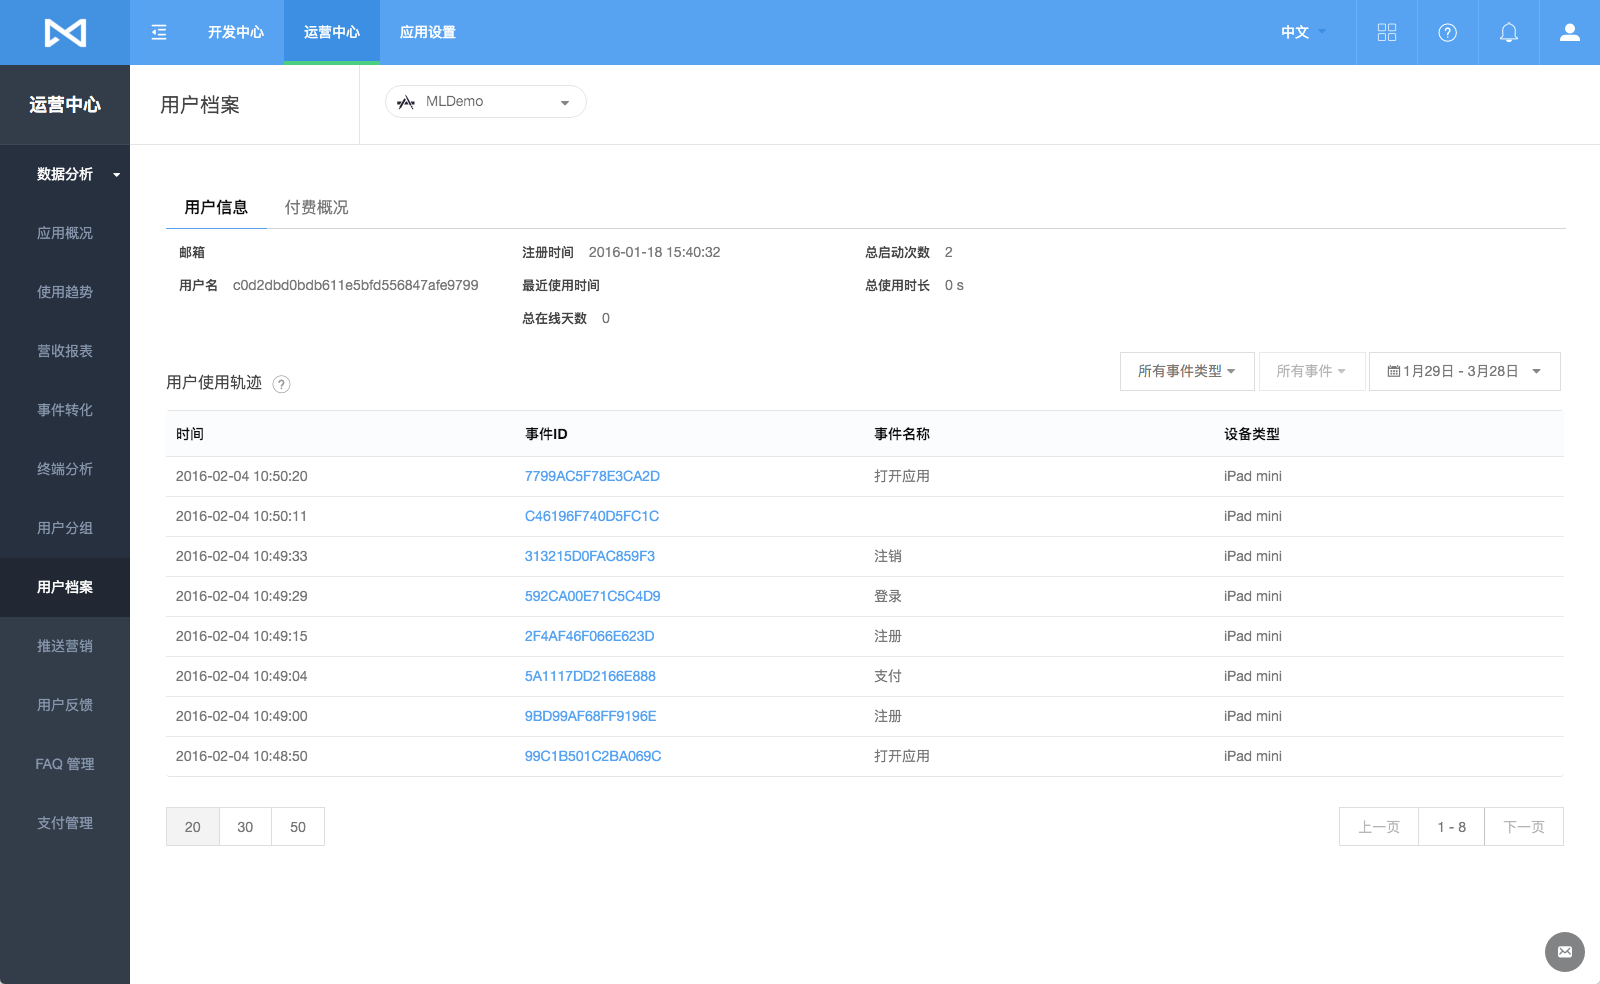 开发中心 运营中心 应用设置 中文
运营中心
用户档案
MLDemo
数据分析
应用概况
使用趋势
营收报表
事件转化
终端分析
用户分组
用户档案
推送营销
用户反馈
FAQ 管理
支付管理
用户信息 付费概况
邮箱 注册时间 2016-01-18 15:40:32 总启动次数 2
用户名 c0d2dbd0bdb611e5bfd556847afe9799 最近使用时间 总使用时长 0 s
总在线天数 0
用户使用轨迹 ? 所有事件类型 所有事件 1月29日 - 3月28日
时间 事件ID 事件名称 设备类型
2016-02-04 10:50:20 7799AC5F78E3CA2D 打开应用 iPad mini
2016-02-04 10:50:11 C46196F740D5FC1C iPad mini
2016-02-04 10:49:33 313215D0FAC859F3 注销 iPad mini
2016-02-04 10:49:29 592CA00E71C5C4D9 登录 iPad mini
2016-02-04 10:49:15 2F4AF46F066E623D 注册 iPad mini
2016-02-04 10:49:04 5A1117DD2166E888 支付 iPad mini
2016-02-04 10:49:00 9BD99AF68FF9196E 注册 iPad mini
2016-02-04 10:48:50 99C1B501C2BA069C 打开应用 iPad mini
20 30 50 上一页 1 - 8 下一页